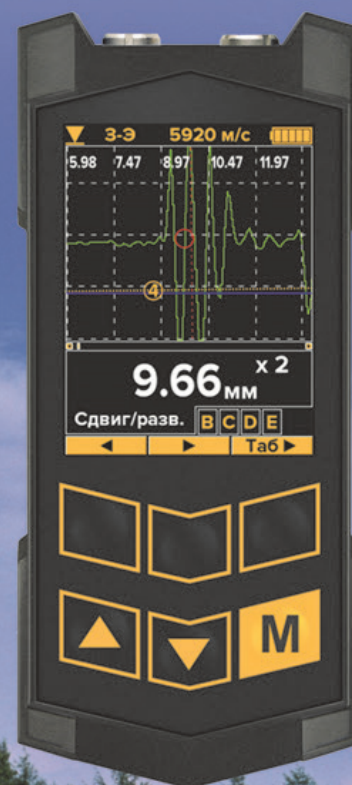 З-Э 5920 м/с
5.98 7.47 8.97 10.47 11.97
4
x 2
9.66мм
Сдвиг/разв. B C D E
◄ ► Таб ►
▲ ▼ M